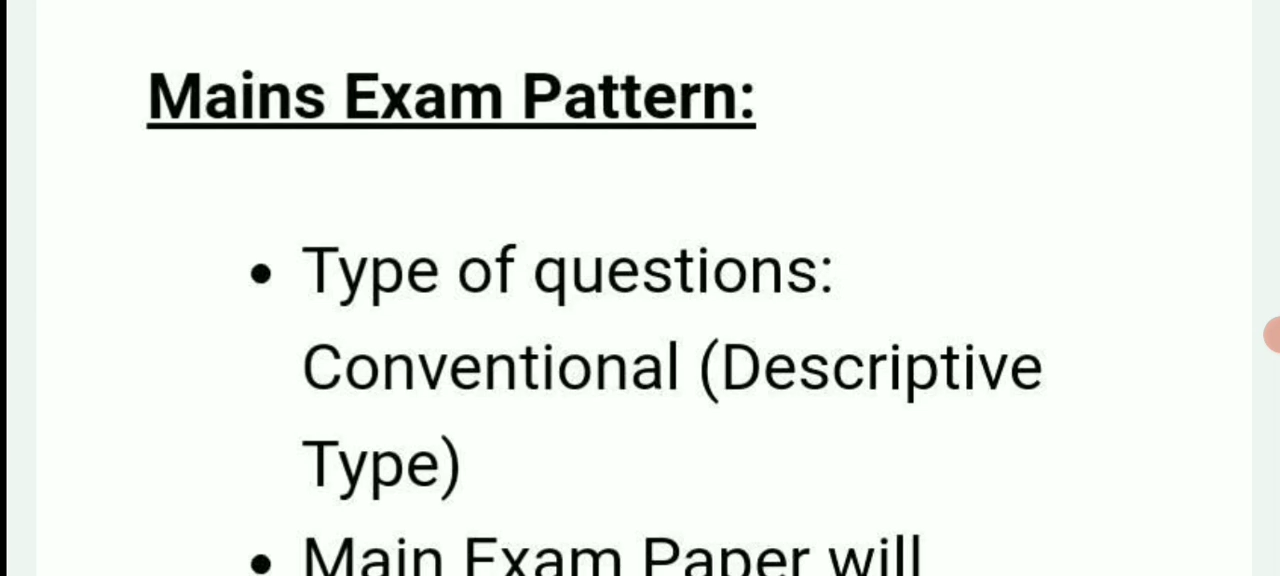 Mains Exam Pattern:
• Type of questions:
Conventional (Descriptive
Type)
• Main Exam Paper will